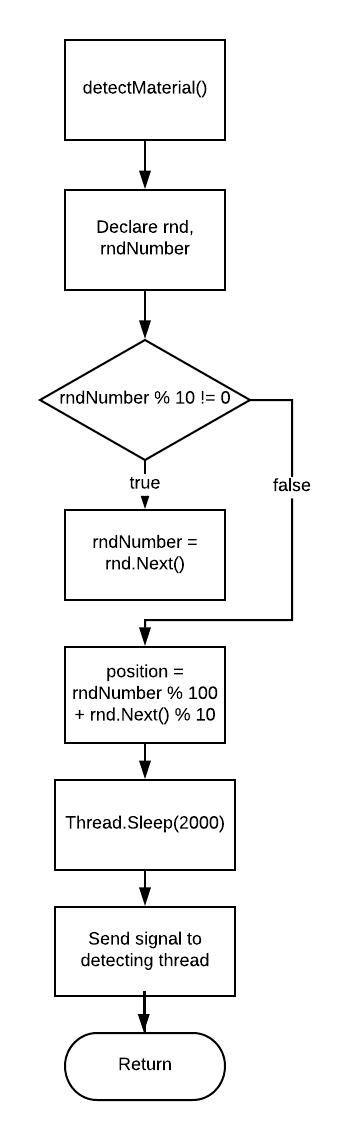 detectMaterial()
Declare rnd,
rndNumber
rndNumber % 10 != 0
true
false
rndNumber =
rnd.Next()
position =
rndNumber % 100
+ rnd.Next() % 10
Thread.Sleep(2000)
Send signal to
detecting thread
Return